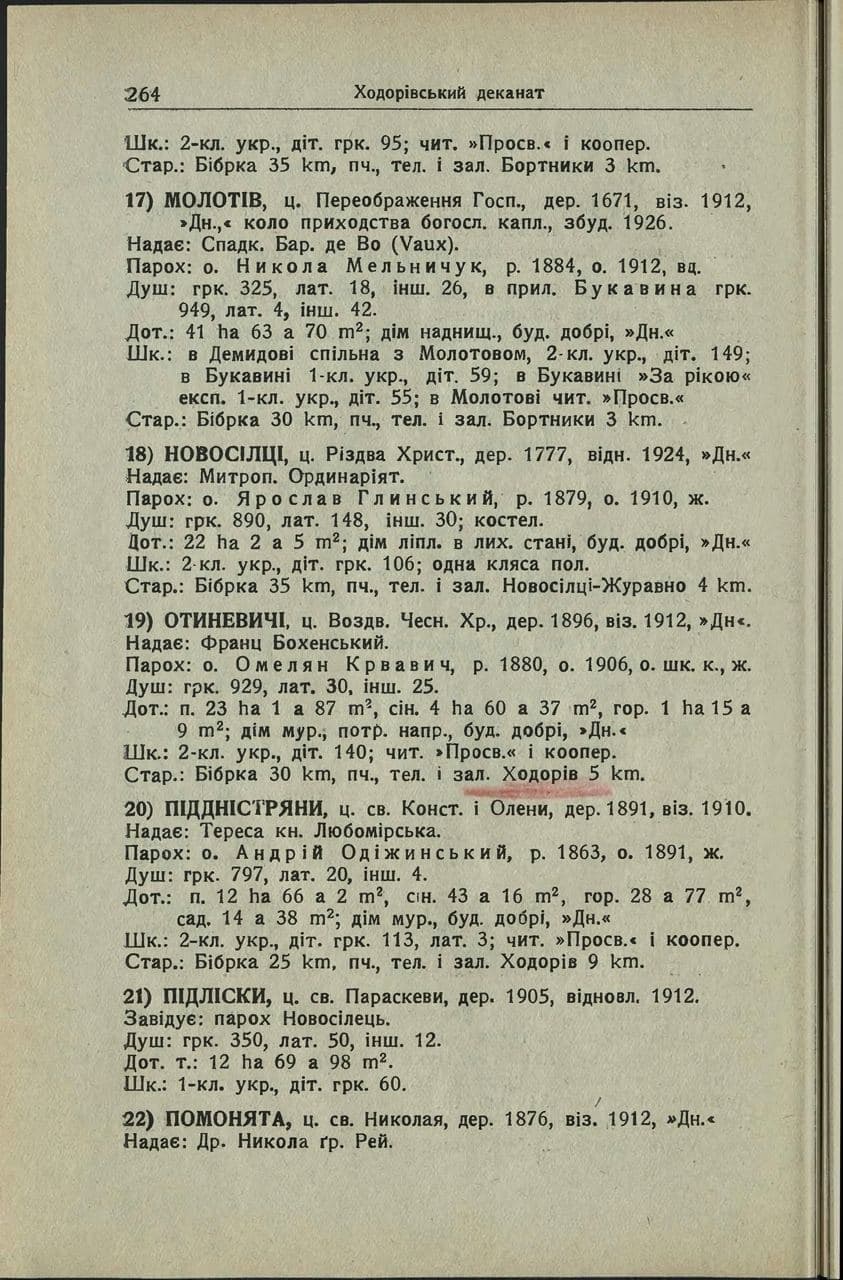 264 Ходорівський деканат
Шк.: 2-кл. укр., діт. грк. 95; чит. »Просв.« і коопер.
Стар.: Бібрка 35 km, пч., тел. і зал. Бортники 3 km.
17) МОЛОТІВ, ц. Переображення Госп., дер. 1671, віз. 1912,
»Дн.,« коло приходства богосл. капл., збуд. 1926.
Надає: Спадк. Бар. де Во (Vaux).
Парох: о. Никола Мельничук, р. 1884, о. 1912, вц.
Душ: грк. 325, лат. 18, інш. 26, в прил. Букавина грк.
949, лат. 4, інш. 42.
Дот.: 41 ha 63 a 70 m²; дім наднищ., буд. добрі, »Дн.«
Шк.: в Демидові спільна з Молотовом, 2-кл. укр., діт. 149;
в Букавині 1-кл. укр., діт. 59; в Букавині »За рікою«
експ. 1-кл. укр., діт. 55; в Молотові чит. »Просв.«
Стар.: Бібрка 30 km, пч., тел. і зал. Бортники 3 km.
18) НОВОСІЛЦІ, ц. Різдва Христ., дер. 1777, відн. 1924, »Дн.«
Надає: Митроп. Ординаріят.
Парох: о. Ярослав Глинський, р. 1879, о. 1910, ж.
Душ: грк. 890, лат. 148, інш. 30; костел.
Дот.: 22 ha 2 a 5 m²; дім ліпл. в лих. стані, буд. добрі, »Дн.«
Шк.: 2-кл. укр., діт. грк. 106; одна кляса пол.
Стар.: Бібрка 35 km, пч., тел. і зал. Новосілці-Журавно 4 km.
19) ОТИНЕВИЧІ, ц. Воздв. Чесн. Хр., дер. 1896, віз. 1912, »Дн«.
Надає: Франц Бохенський.
Парох: о. Омелян Крвавич, р. 1880, о. 1906, о. шк. к., ж.
Душ: грк. 929, лат. 30, інш. 25.
Дот.: п. 23 ha 1 a 87 m², сін. 4 ha 60 a 37 m², гор. 1 ha 15 a
9 m²; дім мур., потр. напр., буд. добрі, »Дн.«
Шк.: 2-кл. укр., діт. 140; чит. »Просв.« і коопер.
Стар.: Бібрка 30 km, пч., тел. і зал. Ходорів 5 km.
20) ПІДДНІСТРЯНИ, ц. св. Конст. і Олени, дер. 1891, віз. 1910.
Надає: Тереса кн. Любомірська.
Парох: о. Андрій Одіжинський, р. 1863, о. 1891, ж.
Душ: грк. 797, лат. 20, інш. 4.
Дот.: п. 12 ha 66 a 2 m², сін. 43 a 16 m², гор. 28 a 77 m²,
сад. 14 a 38 m²; дім мур., буд. добрі, »Дн.«
Шк.: 2-кл. укр., діт. грк. 113, лат. 3; чит. »Просв.« і коопер.
Стар.: Бібрка 25 km, пч., тел. і зал. Ходорів 9 km.
21) ПІДЛІСКИ, ц. св. Параскеви, дер. 1905, відновл. 1912.
Завідує: парох Новосілець.
Душ: грк. 350, лат. 50, інш. 12.
Дот. т.: 12 ha 69 a 98 m².
Шк.: 1-кл. укр., діт. грк. 60.
22) ПОМОНЯТА, ц. св. Николая, дер. 1876, віз. 1912, »Дн.«
Надає: Др. Никола ґр. Рей.